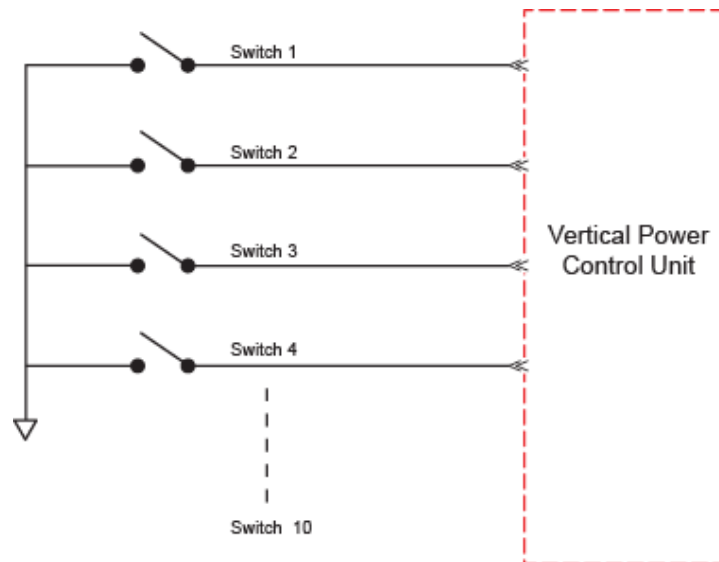 Switch 1
Switch 2
Switch 3
Switch 4
Switch 10
Vertical Power
Control Unit